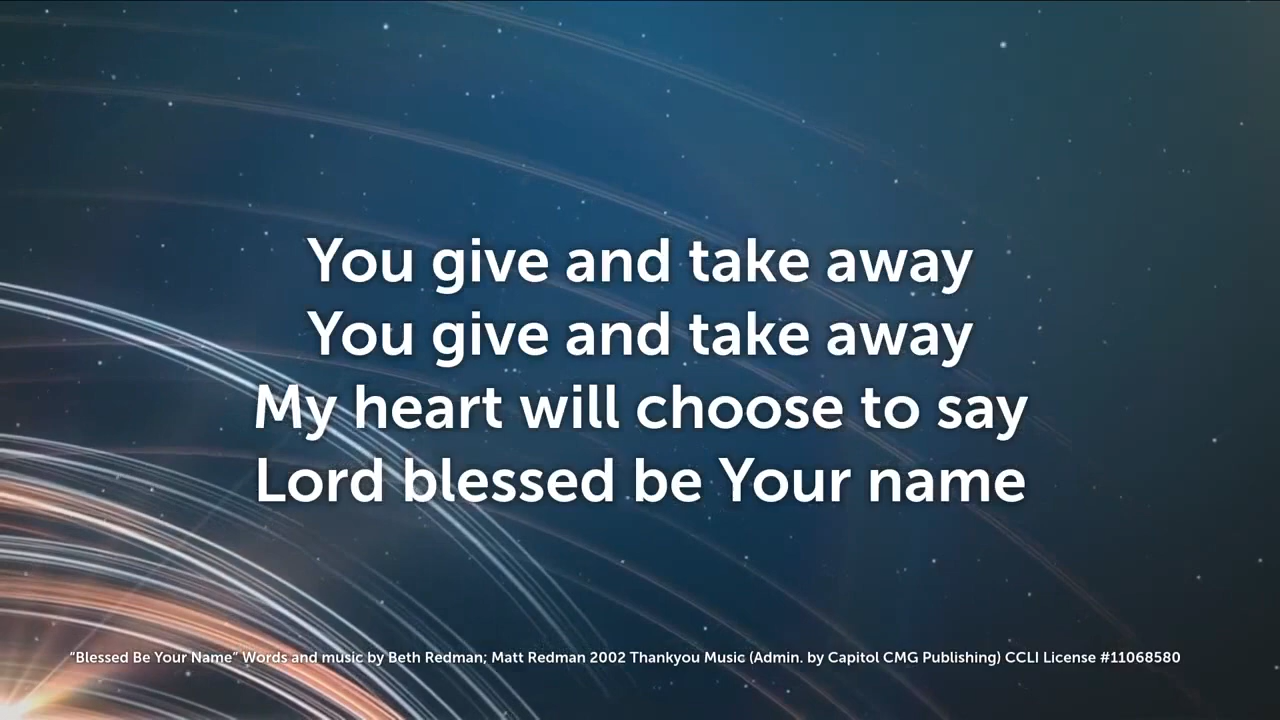 You give and take away
You give and take away
My heart will choose to say
Lord blessed be Your name
"Blessed Be Your Name" Words and music by Beth Redman; Matt Redman 2002 Thankyou Music (Admin. by Capitol CMG Publishing) CCLI License #11068580